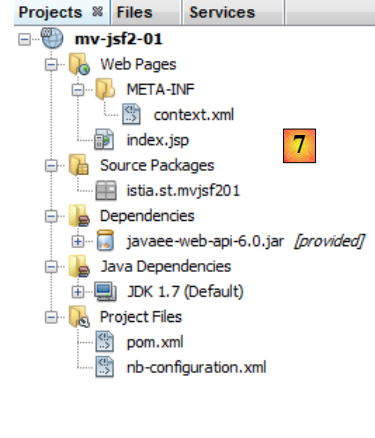 Projects Files Services
mv-jsf2-01
Web Pages
META-INF
context.xml
index.jsp
7
Source Packages
istia.st.mvjsf201
Dependencies
javaee-web-api-6.0.jar [provided]
Java Dependencies
JDK 1.7 (Default)
Project Files
pom.xml
nb-configuration.xml